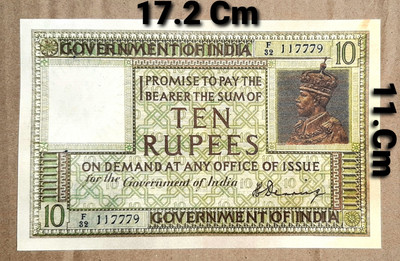 17.2 Cm
GOVERNMENT OF INDIA
10 F/32 117779 10
I PROMISE TO PAY THE
BEARER THE SUM OF
TEN
RUPEES
ON DEMAND AT ANY OFFICE OF ISSUE
for the Government of India
10 F/32 117779
GOVERNMENT OF INDIA
11.Cm